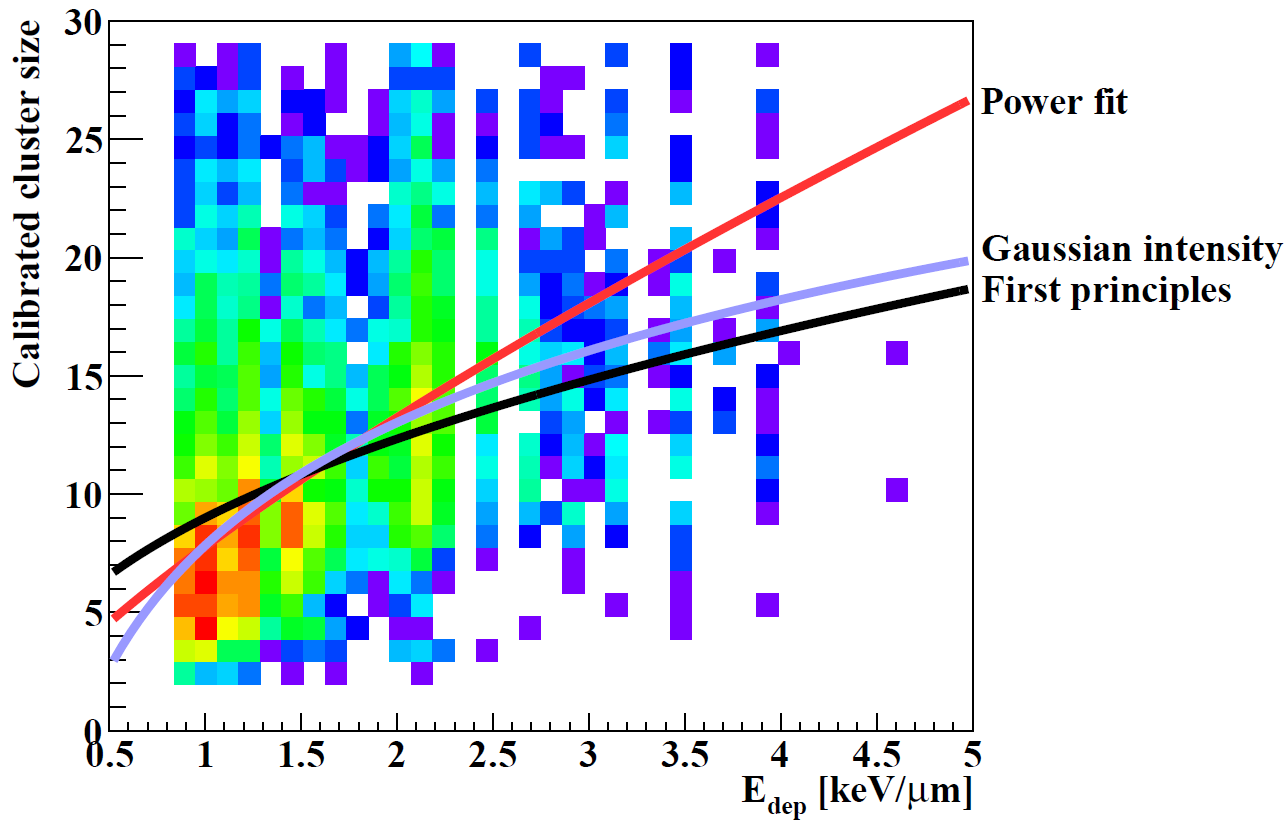 Calibrated cluster size
30
25
20
15
10
5
0
0.5 1 1.5 2 2.5 3 3.5 4 4.5 5
E_dep [keV/μm]
Power fit
Gaussian intensity
First principles